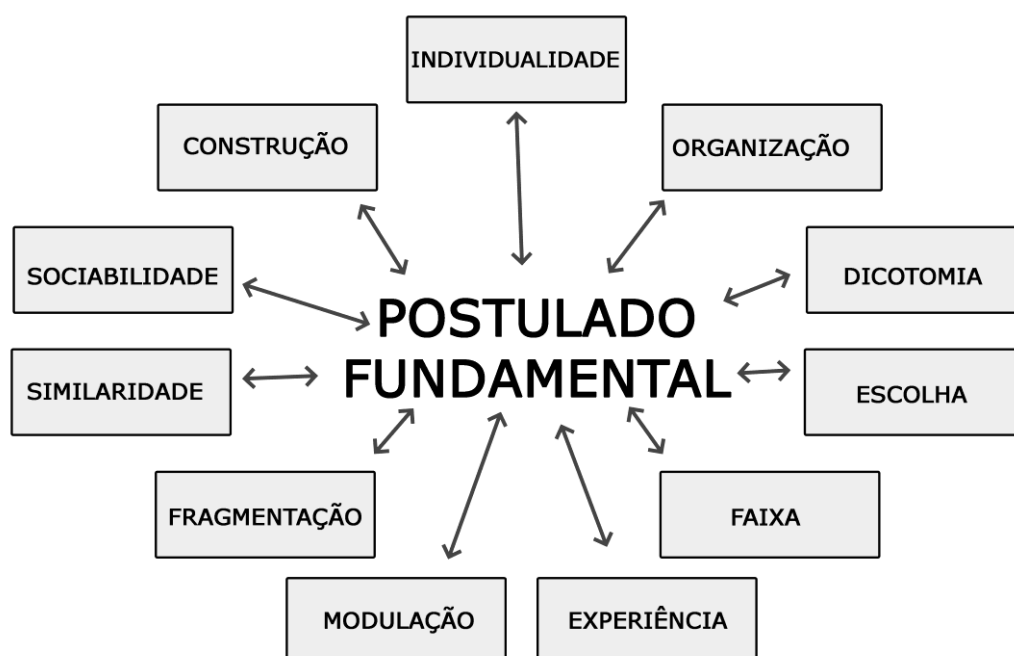 INDIVIDUALIDADE
CONSTRUÇÃO
ORGANIZAÇÃO
SOCIABILIDADE
DICOTOMIA
POSTULADO
FUNDAMENTAL
SIMILARIDADE
ESCOLHA
FRAGMENTAÇÃO
FAIXA
MODULAÇÃO
EXPERIÊNCIA